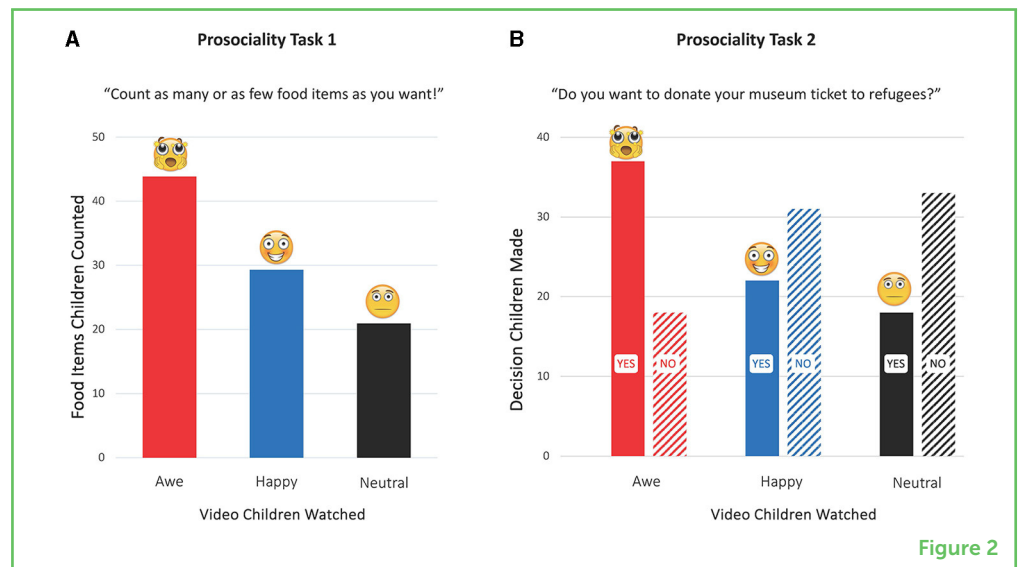 A
Prosociality Task 1
“Count as many or as few food items as you want!”
50
40
30
20
10
0
Food Items Children Counted
Awe
Happy
Neutral
Video Children Watched
B
Prosociality Task 2
“Do you want to donate your museum ticket to refugees?”
40
30
20
10
0
Decision Children Made
YES
NO
YES
NO
YES
NO
Awe
Happy
Neutral
Video Children Watched
Figure 2